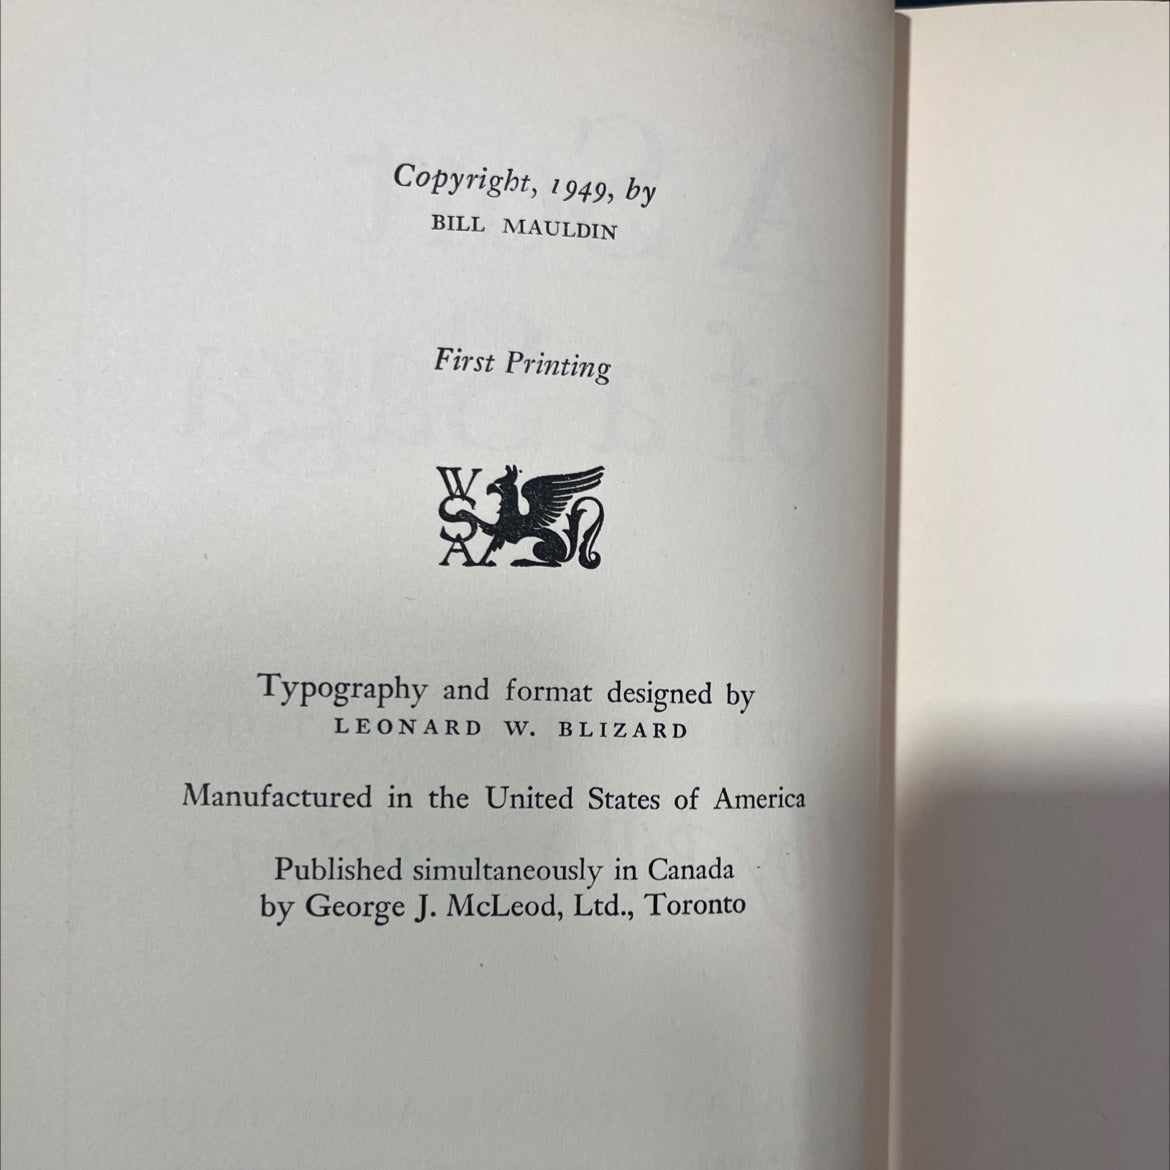 Copyright, 1949, by
BILL MAULDIN
First Printing
W
S
A
Typography and format designed by
LEONARD W. BLIZARD
Manufactured in the United States of America
Published simultaneously in Canada
by George J. McLeod, Ltd., Toronto